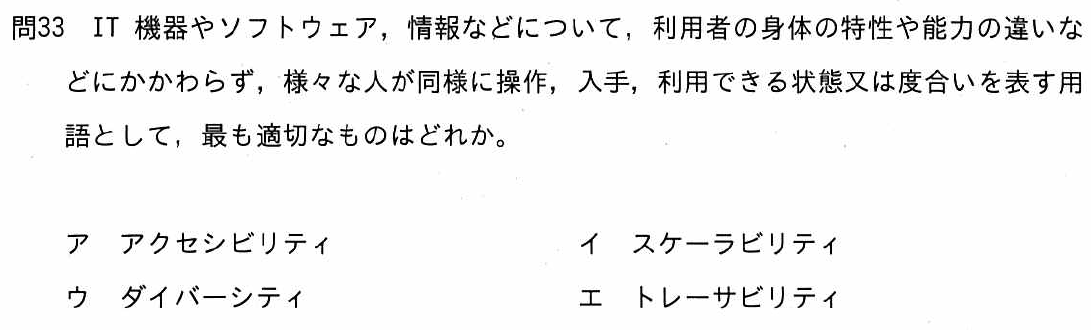 問33 IT 機器やソフトウェア，情報などについて，利用者の身体の特性や能力の違いな
どにかかわらず，様々な人が同様に操作，入手，利用できる状態又は度合いを表す用
語として，最も適切なものはどれか。
ア アクセシビリティ イ スケーラビリティ
ウ ダイバーシティ エ トレーサビリティ